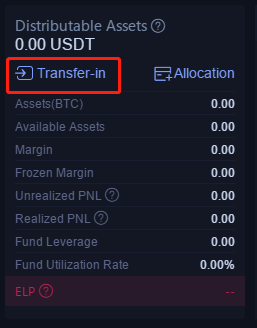 Distributable Assets
0.00 USDT
Transfer-in Allocation
Assets(BTC) 0.00
Available Assets 0.00
Margin 0.00
Frozen Margin 0.00
Unrealized PNL ? 0.00
Realized PNL ? 0.00
Fund Leverage 0.00
Fund Utilization Rate 0.00%
ELP ? --